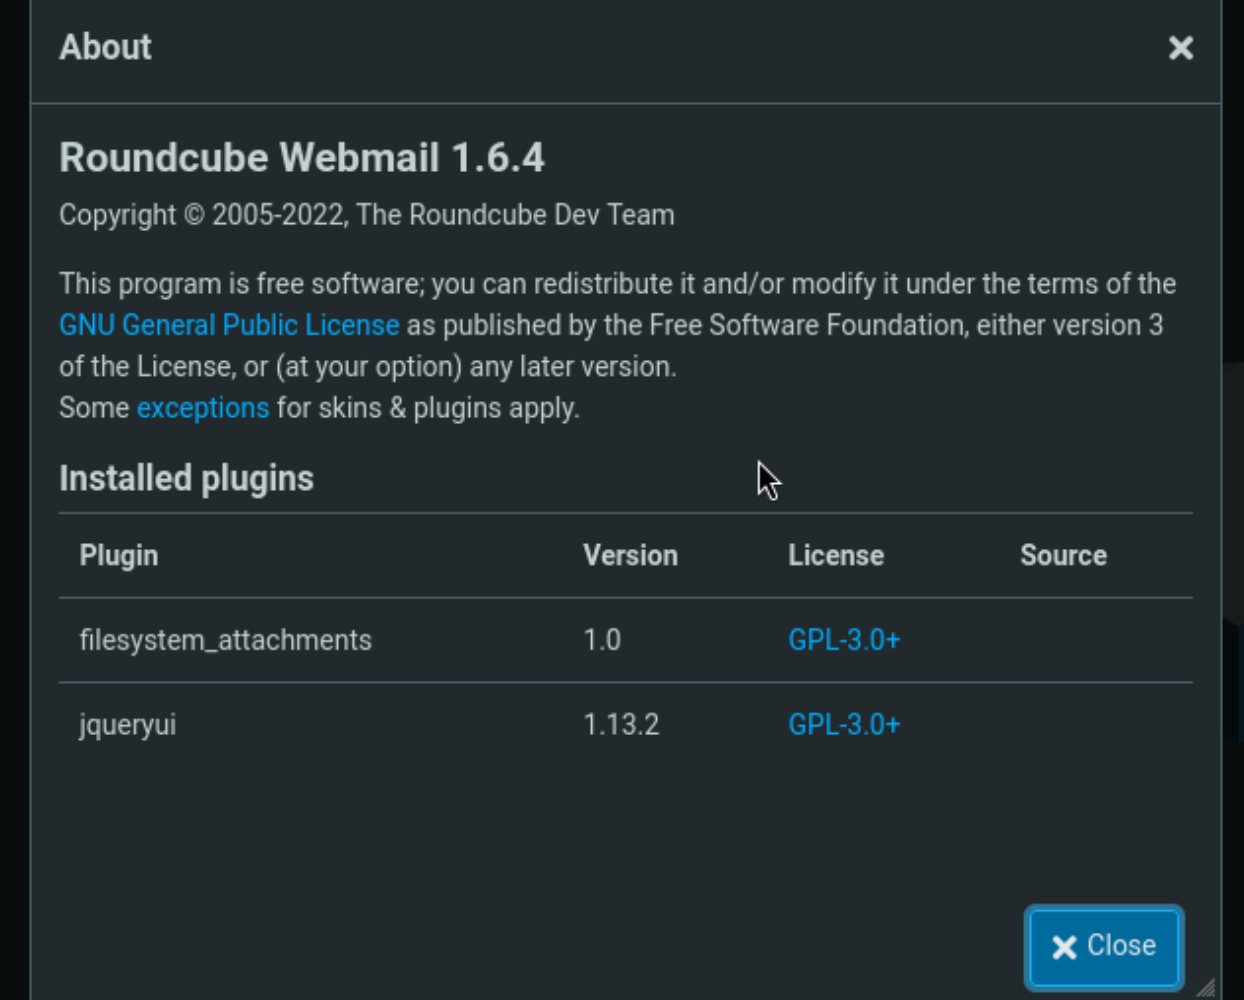 About
Roundcube Webmail 1.6.4
Copyright © 2005-2022, The Roundcube Dev Team
This program is free software; you can redistribute it and/or modify it under the terms of the
GNU General Public License as published by the Free Software Foundation, either version 3
of the License, or (at your option) any later version.
Some exceptions for skins & plugins apply.
Installed plugins
Plugin Version License Source
filesystem_attachments 1.0 GPL-3.0+
jqueryui 1.13.2 GPL-3.0+
Close